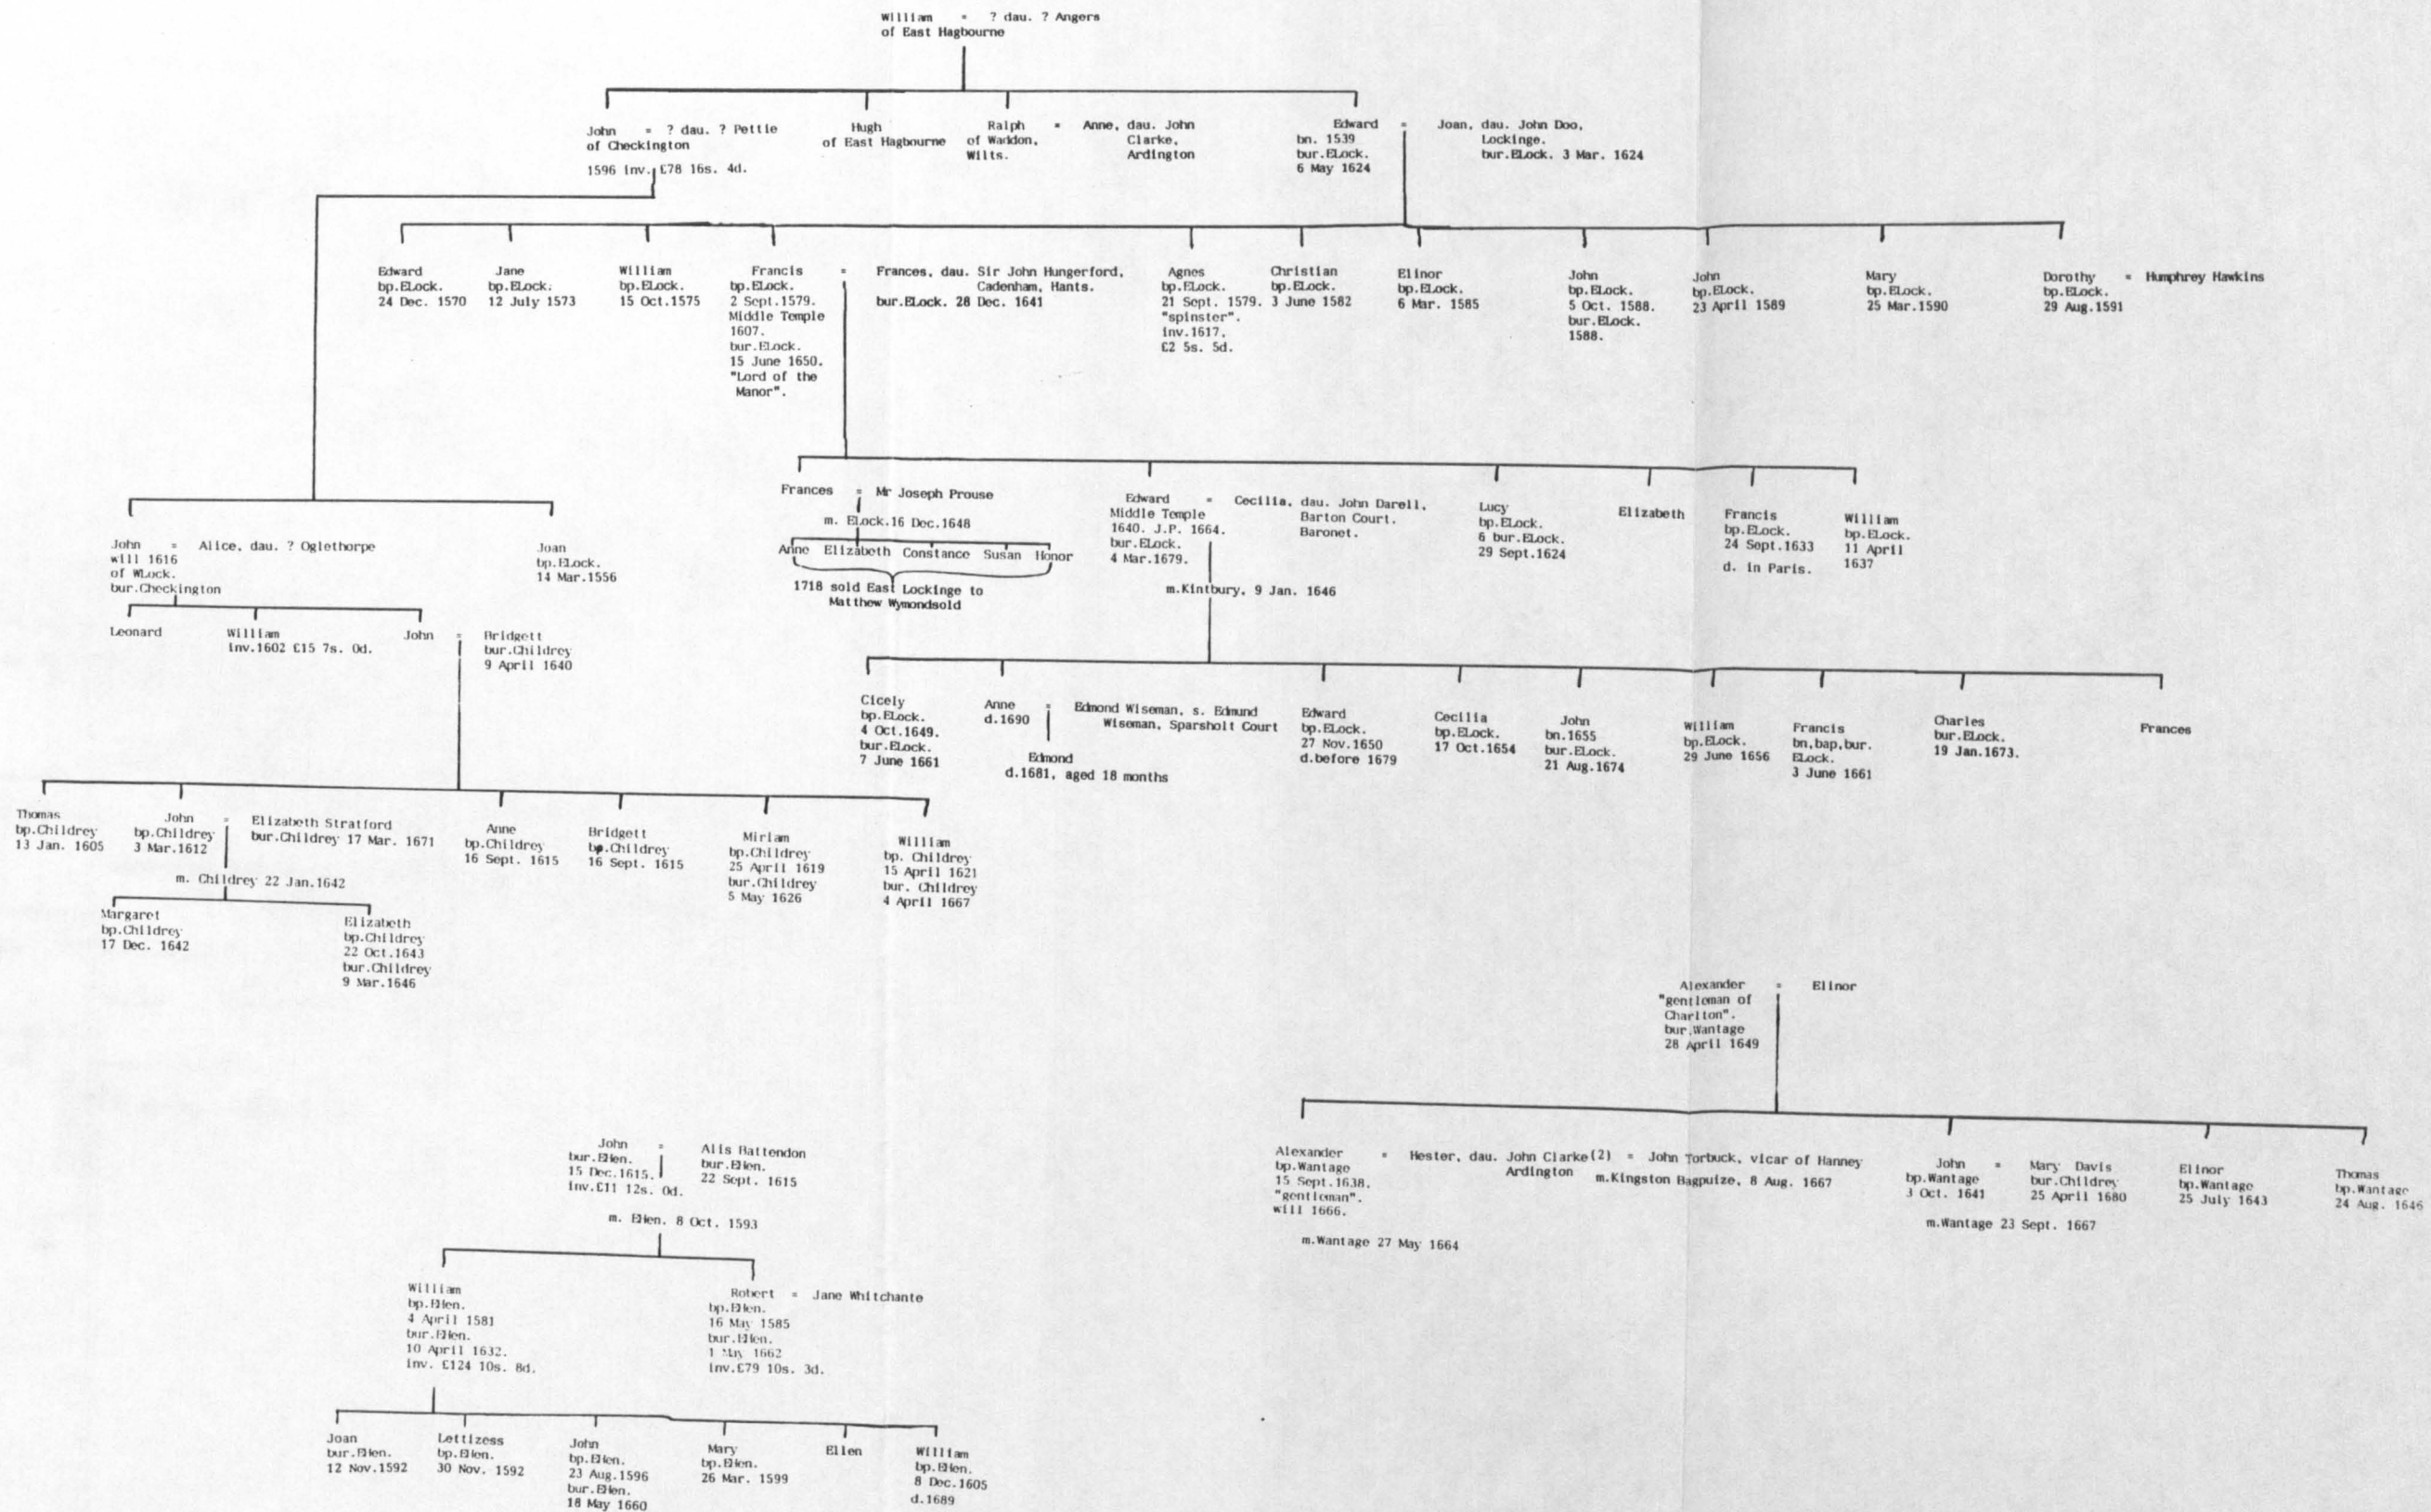 William = ? dau. ? Angers
of East Hagbourne
John = ? dau. ? Pettie
of Checkington
1596 inv. £78 16s. 4d.
Hugh
of East Hagbourne
Ralph = Anne, dau. John
of Waddon, Clarke,
Wilts. Ardington
Edward = Joan, dau. John Doo,
bn. 1539 Lockinge.
bur.ELock. bur.ELock. 3 Mar. 1624
6 May 1624
Edward
bp.ELock.
24 Dec. 1570
Jane
bp.ELock.
12 July 1573
William
bp.ELock.
15 Oct.1575
Francis = Frances, dau. Sir John Hungerford,
bp.ELock. Cadenham, Hants.
2 Sept.1579. bur.ELock. 28 Dec. 1641
Middle Temple
1607.
bur.ELock.
15 June 1650.
"Lord of the
Manor".
Agnes
bp.ELock.
21 Sept. 1579.
"spinster".
inv.1617.
£2 5s. 5d.
Christian
bp.ELock.
3 June 1582
Elinor
bp.ELock.
6 Mar. 1585
John
bp.ELock.
5 Oct. 1588.
bur.ELock.
1588.
John
bp.ELock.
23 April 1589
Mary
bp.ELock.
25 Mar.1590
Dorothy = Humphrey Hawkins
bp.ELock.
29 Aug.1591
Frances = Mr Joseph Prouse
m. ELock.16 Dec.1648
Anne Elizabeth Constance Susan Honor
1718 sold East Lockinge to
Matthew Wymondsold
Edward = Cecilia, dau. John Darell,
Middle Temple Barton Court.
1640. J.P. 1664. Baronet.
bur.ELock.
4 Mar.1679.
m.Kintbury, 9 Jan. 1646
Lucy
bp.ELock.
6 bur.ELock.
29 Sept.1624
Elizabeth
Francis
bp.ELock.
24 Sept.1633
d. in Paris.
William
bp.ELock.
11 April
1637
John = Alice, dau. ? Oglethorpe
will 1616
of WLock.
bur.Checkington
Joan
bp.ELock.
14 Mar.1556
Leonard
William
inv.1602 £15 7s. 0d.
John = Bridgett
bur.Childrey
9 April 1640
Cicely
bp.ELock.
4 Oct.1649.
bur.ELock.
7 June 1661
Anne = Edmond Wiseman, s. Edmund
d.1690 Wiseman, Sparsholt Court
Edmond
d.1681, aged 18 months
Edward
bp.ELock.
27 Nov.1650
d.before 1679
Cecilia
bp.ELock.
17 Oct.1654
John
bn.1655
bur.ELock.
21 Aug.1674
William
bp.ELock.
29 June 1656
Francis
bn,bap,bur.
ELock.
3 June 1661
Charles
bur.ELock.
19 Jan.1673.
Frances
Thomas
bp.Childrey
13 Jan. 1605
John = Elizabeth Stratford
bp.Childrey bur.Childrey 17 Mar. 1671
3 Mar.1612
m. Childrey 22 Jan.1642
Anne
bp.Childrey
16 Sept. 1615
Bridgett
bp.Childrey
16 Sept. 1615
Miriam
bp.Childrey
25 April 1619
bur.Childrey
5 May 1626
William
bp. Childrey
15 April 1621
bur. Childrey
4 April 1667
Margaret
bp.Childrey
17 Dec. 1642
Elizabeth
bp.Childrey
22 Oct.1643
bur.Childrey
9 Mar.1646
Alexander = Elinor
"gentleman of
Charlton".
bur.Wantage
28 April 1649
Alexander = Hester, dau. John Clarke(2) = John Torbuck, vicar of Hanney
bp.Wantage Ardington m.Kingston Bagpuize, 8 Aug. 1667
15 Sept.1638.
"gentleman".
will 1666.
m.Wantage 27 May 1664
John = Mary Davis
bp.Wantage bur.Childrey
3 Oct. 1641 25 April 1680
m.Wantage 23 Sept. 1667
Elinor
bp.Wantage
25 July 1643
Thomas
bp.Wantage
24 Aug. 1646
John = Alis Battendon
bur.EHen. bur.EHen.
15 Dec.1615. 22 Sept. 1615
inv.£11 12s. 0d.
m. EHen. 8 Oct. 1593
William
bp.EHen.
4 April 1581
bur.EHen.
10 April 1632.
inv. £124 10s. 8d.
Robert = Jane Whitchante
bp.EHen.
16 May 1585
bur.EHen.
1 May 1662
inv.£79 10s. 3d.
Joan
bur.EHen.
12 Nov.1592
Lettizess
bp.EHen.
30 Nov. 1592
John
bp.EHen.
23 Aug.1596
bur.EHen.
18 May 1660
Mary
bp.EHen.
26 Mar. 1599
Ellen
William
bp.EHen.
8 Dec.1605
d.1689